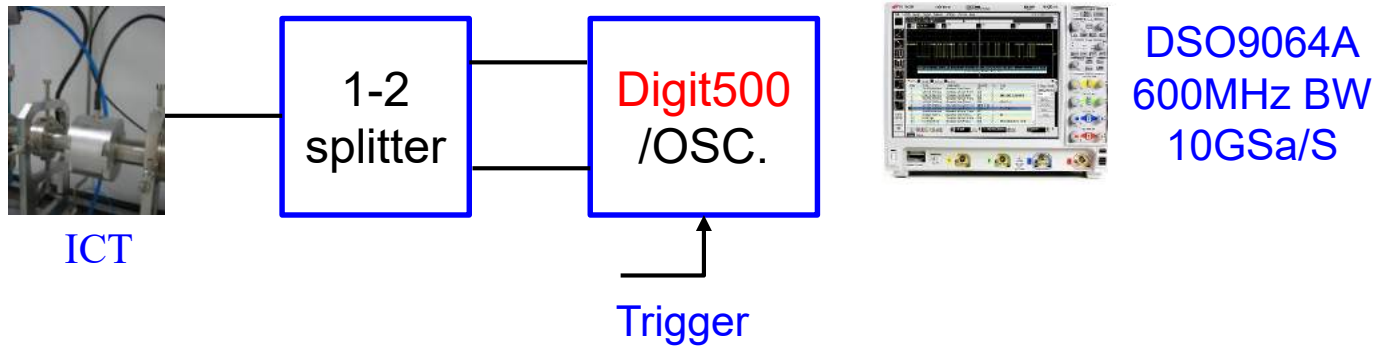 1-2
splitter
Digit500
/OSC.
DSO9064A
600MHz BW
10GSa/S
ICT
Trigger